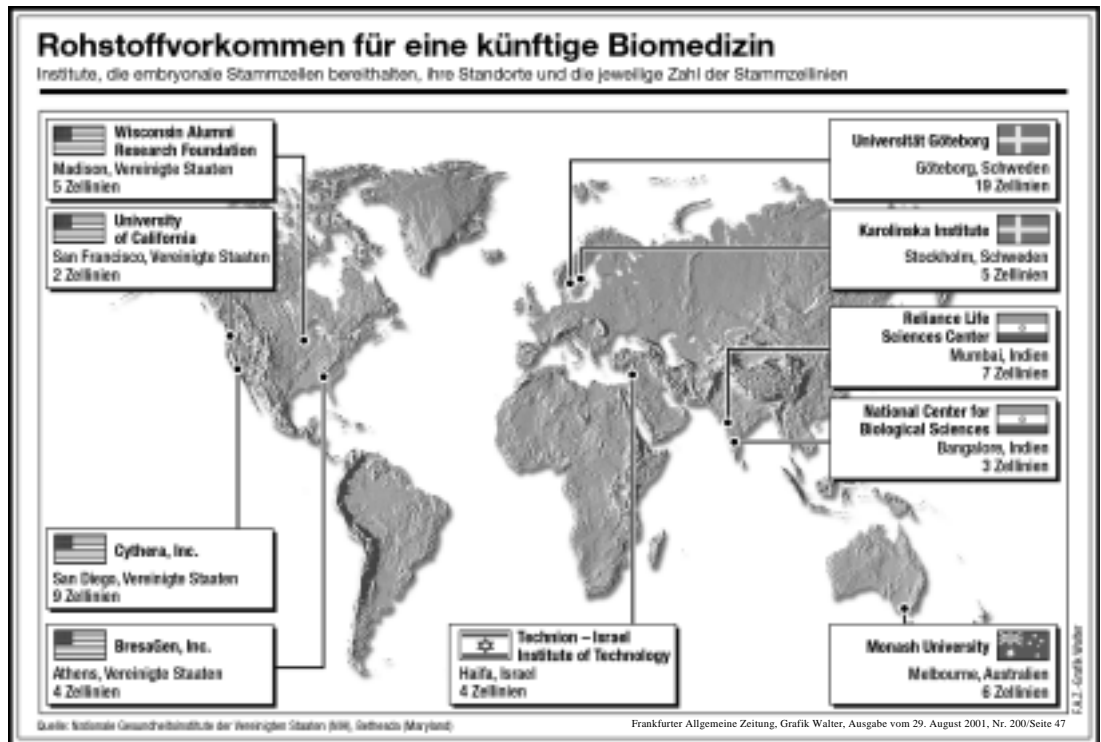 Rohstoffvorkommen für eine künftige Biomedizin
Institute, die embryonale Stammzellen bereithalten, ihre Standorte und die jeweilige Zahl der Stammzellinien
Wisconsin Alumni
Research Foundation
Madison, Vereinigte Staaten
5 Zellinien
University
of California
San Francisco, Vereinigte Staaten
2 Zellinien
Cythera, Inc.
San Diego, Vereinigte Staaten
9 Zellinien
BresaGen, Inc.
Athens, Vereinigte Staaten
4 Zellinien
Technion – Israel
Institute of Technology
Haifa, Israel
4 Zellinien
Universität Göteborg
Göteborg, Schweden
19 Zellinien
Karolinska Institute
Stockholm, Schweden
5 Zellinien
Reliance Life
Sciences Center
Mumbai, Indien
7 Zellinien
National Center for
Biological Sciences
Bangalore, Indien
3 Zellinien
Monash University
Melbourne, Australien
6 Zellinien
F.A.Z.-Grafik Walter
Quelle: Nationale Gesundheitsinstitute der Vereinigten Staaten (NIH), Bethesda (Maryland)
Frankfurter Allgemeine Zeitung, Grafik Walter, Ausgabe vom 29. August 2001, Nr. 200/Seite 47